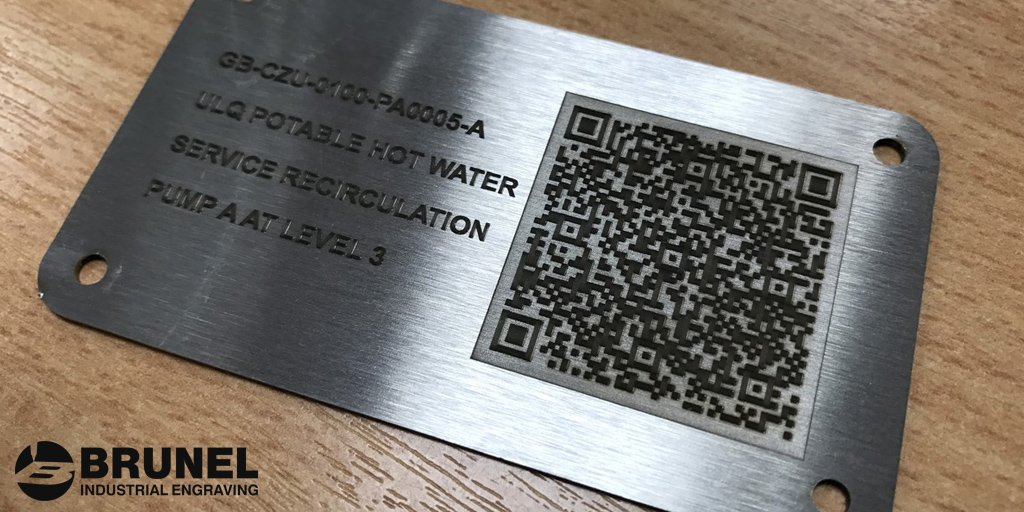 GB-CZU-0100-PA0005-A
ULQ POTABLE HOT WATER
SERVICE RECIRCULATION
PUMP A AT LEVEL 3
BRUNEL
INDUSTRIAL ENGRAVING